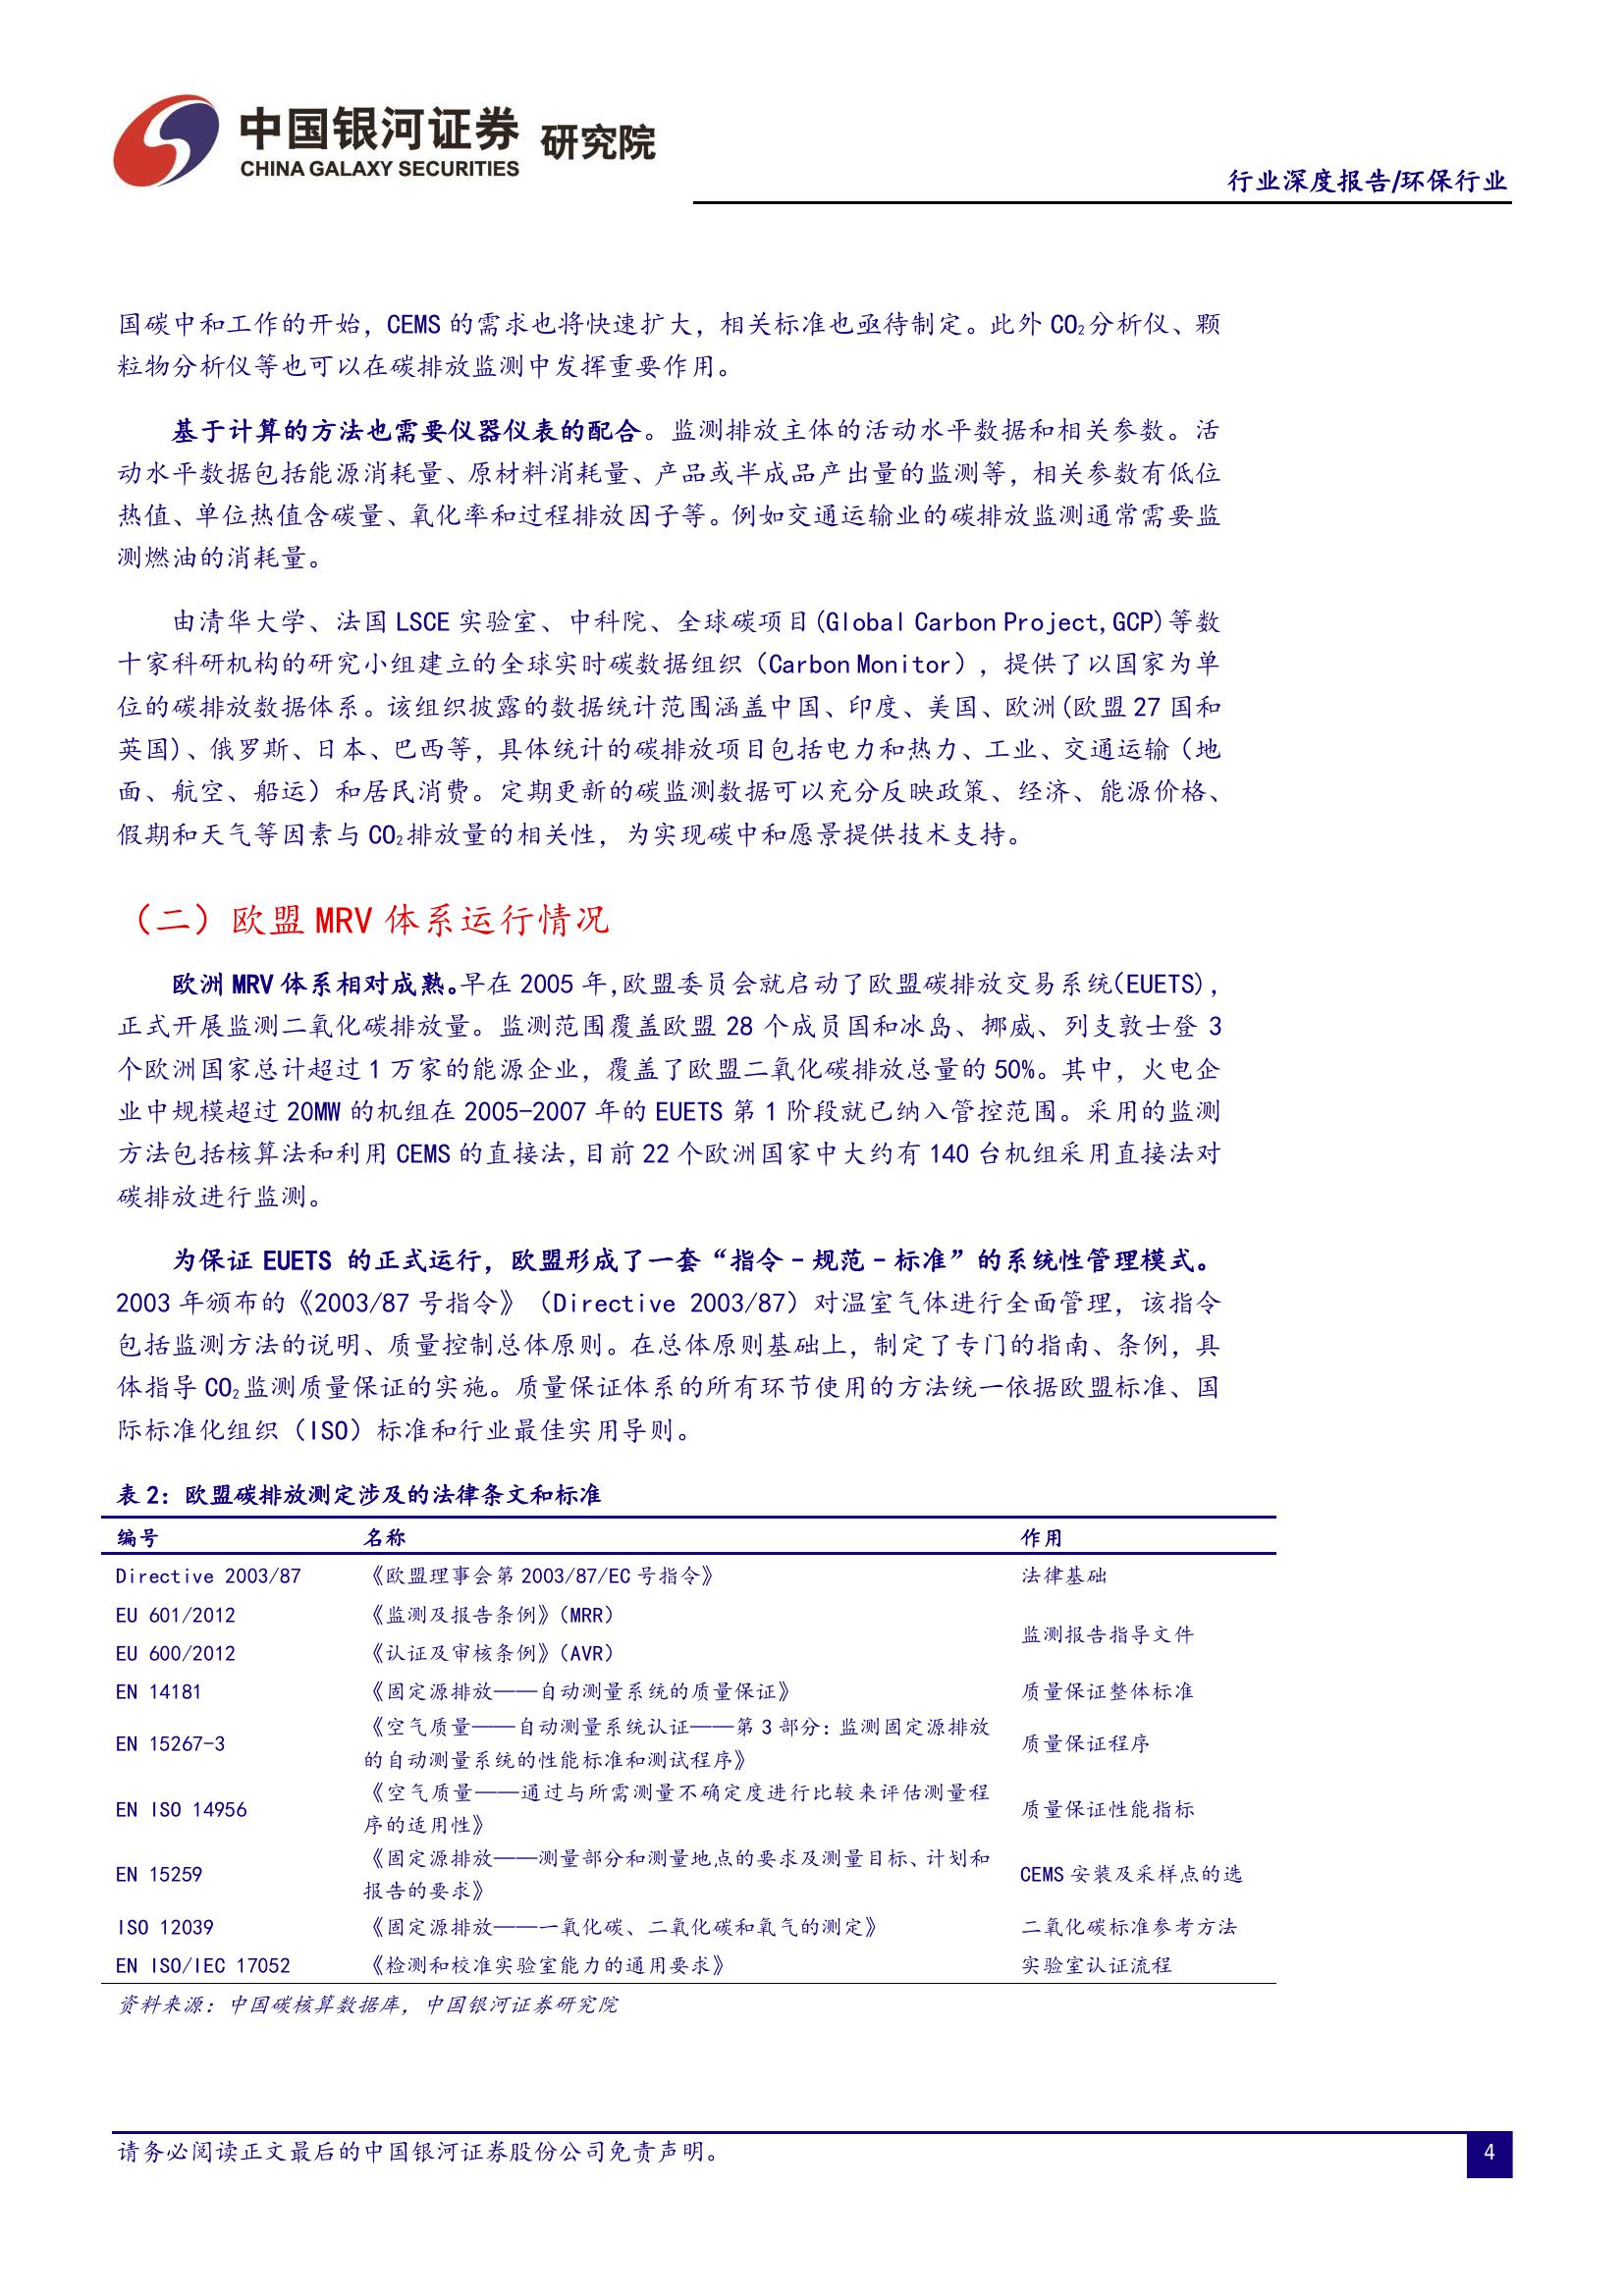 中国银河证券 研究院
CHINA GALAXY SECURITIES
行业深度报告/环保行业
国碳中和工作的开始，CEMS 的需求也将快速扩大，相关标准也亟待制定。此外 CO₂分析仪、颗
粒物分析仪等也可以在碳排放监测中发挥重要作用。
基于计算的方法也需要仪器仪表的配合。监测排放主体的活动水平数据和相关参数。活
动水平数据包括能源消耗量、原材料消耗量、产品或半成品产出量的监测等，相关参数有低位
热值、单位热值含碳量、氧化率和过程排放因子等。例如交通运输业的碳排放监测通常需要监
测燃油的消耗量。
由清华大学、法国 LSCE 实验室、中科院、全球碳项目(Global Carbon Project,GCP)等数
十家科研机构的研究小组建立的全球实时碳数据组织（Carbon Monitor），提供了以国家为单
位的碳排放数据体系。该组织披露的数据统计范围涵盖中国、印度、美国、欧洲(欧盟 27 国和
英国)、俄罗斯、日本、巴西等，具体统计的碳排放项目包括电力和热力、工业、交通运输（地
面、航空、船运）和居民消费。定期更新的碳监测数据可以充分反映政策、经济、能源价格、
假期和天气等因素与 CO₂排放量的相关性，为实现碳中和愿景提供技术支持。
（二）欧盟 MRV 体系运行情况
欧洲 MRV 体系相对成熟。早在 2005 年，欧盟委员会就启动了欧盟碳排放交易系统(EUETS)，
正式开展监测二氧化碳排放量。监测范围覆盖欧盟 28 个成员国和冰岛、挪威、列支敦士登 3
个欧洲国家总计超过 1 万家的能源企业，覆盖了欧盟二氧化碳排放总量的 50%。其中，火电企
业中规模超过 20MW 的机组在 2005-2007 年的 EUETS 第 1 阶段就已纳入管控范围。采用的监测
方法包括核算法和利用 CEMS 的直接法，目前 22 个欧洲国家中大约有 140 台机组采用直接法对
碳排放进行监测。
为保证 EUETS 的正式运行，欧盟形成了一套“指令–规范–标准”的系统性管理模式。
2003 年颁布的《2003/87 号指令》（Directive 2003/87）对温室气体进行全面管理，该指令
包括监测方法的说明、质量控制总体原则。在总体原则基础上，制定了专门的指南、条例，具
体指导 CO₂监测质量保证的实施。质量保证体系的所有环节使用的方法统一依据欧盟标准、国
际标准化组织（ISO）标准和行业最佳实用导则。
表 2：欧盟碳排放测定涉及的法律条文和标准
编号 名称 作用
Directive 2003/87 《欧盟理事会第 2003/87/EC 号指令》 法律基础
EU 601/2012 《监测及报告条例》(MRR)
监测报告指导文件
EU 600/2012 《认证及审核条例》(AVR)
EN 14181 《固定源排放——自动测量系统的质量保证》 质量保证整体标准
《空气质量——自动测量系统认证——第 3 部分：监测固定源排放
EN 15267-3 质量保证程序
的自动测量系统的性能标准和测试程序》
《空气质量——通过与所需测量不确定度进行比较来评估测量程
EN ISO 14956 质量保证性能指标
序的适用性》
《固定源排放——测量部分和测量地点的要求及测量目标、计划和
EN 15259 CEMS 安装及采样点的选
报告的要求》
ISO 12039 《固定源排放——一氧化碳、二氧化碳和氧气的测定》 二氧化碳标准参考方法
EN ISO/IEC 17052 《检测和校准实验室能力的通用要求》 实验室认证流程
资料来源：中国碳核算数据库，中国银河证券研究院
请务必阅读正文最后的中国银河证券股份公司免责声明。
4